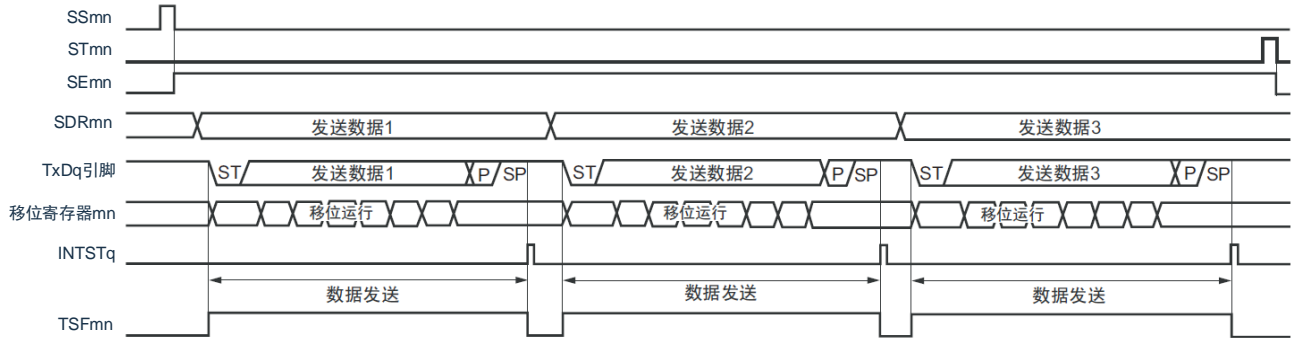 SSmn
STmn
SEmn
SDRmn 发送数据1 发送数据2 发送数据3
TxDq引脚 ST 发送数据1 P SP ST 发送数据2 P SP ST 发送数据3 P SP
移位寄存器mn 移位运行 移位运行 移位运行
INTSTq
数据发送 数据发送 数据发送
TSFmn